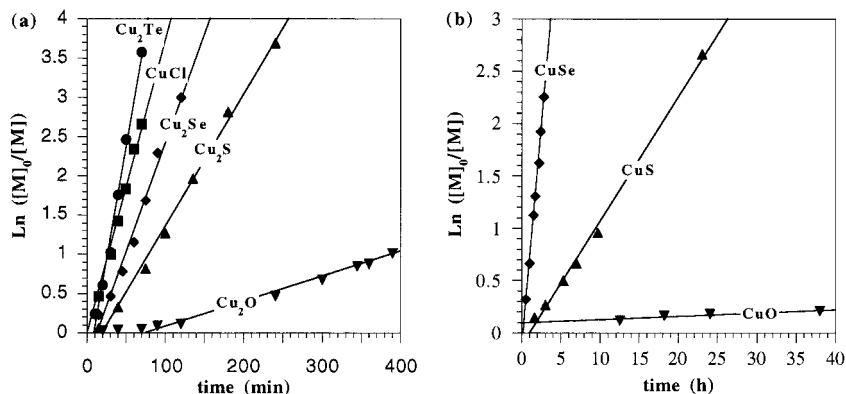 (a)
Ln ([M]₀/[M])
4
3.5
3
2.5
2
1.5
1
0.5
0
Cu₂Te
CuCl
Cu₂Se
Cu₂S
Cu₂O
0 100 200 300 400
time (min)
(b)
Ln ([M]₀/[M])
3
2.5
2
1.5
1
0.5
0
CuSe
CuS
CuO
0 5 10 15 20 25 30 35 40
time (h)